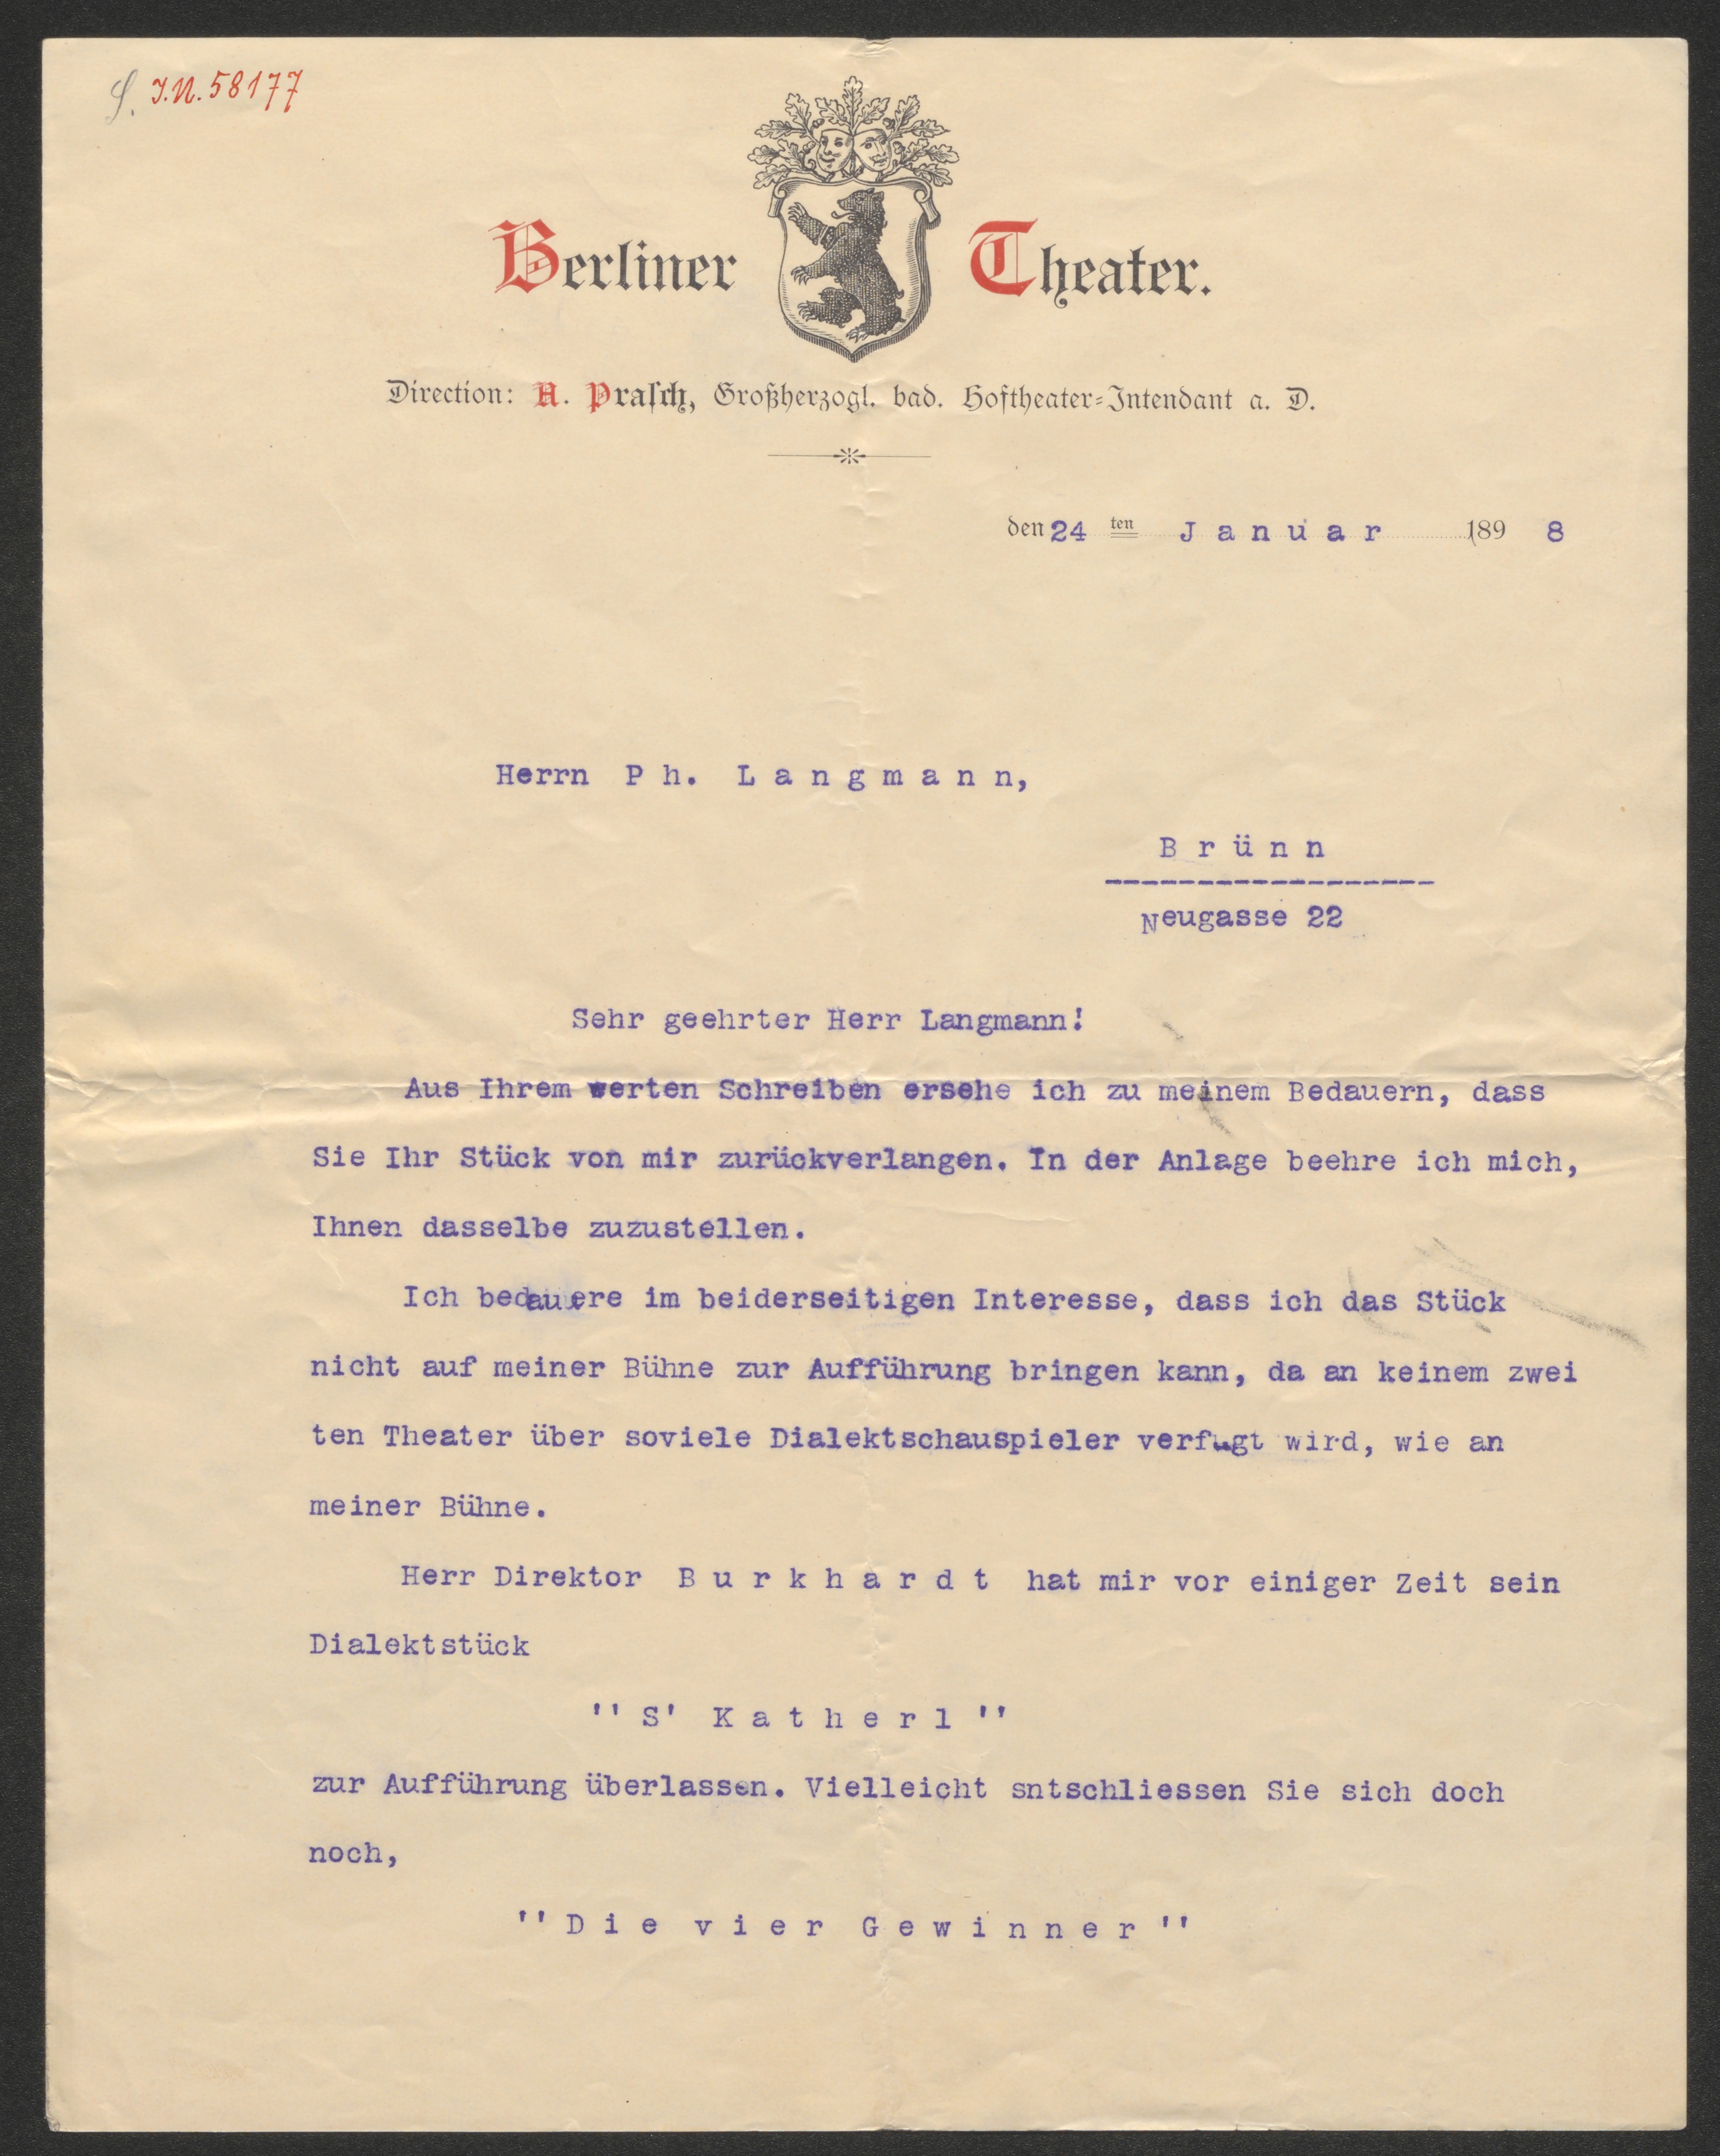 J.N. 58177
Berliner Theater.
Direction: A. Prasch, Großherzogl. bad. Hoftheater-Intendant a. D.
den 24 ten Januar 1898
Herrn Ph. Langmann,
Brünn
Neugasse 22
Sehr geehrter Herr Langmann!
Aus Ihrem werten Schreiben ersehe ich zu meinem Bedauern, dass
Sie Ihr Stück von mir zurückverlangen. In der Anlage beehre ich mich,
Ihnen dasselbe zuzustellen.
Ich bedauere im beiderseitigen Interesse, dass ich das Stück
nicht auf meiner Bühne zur Aufführung bringen kann, da an keinem zwei
ten Theater über soviele Dialektschauspieler verfugt wird, wie an
meiner Bühne.
Herr Direktor Burkhardt hat mir vor einiger Zeit sein
Dialektstück
''S' Katherl''
zur Aufführung überlassen. Vielleicht sntschliessen Sie sich doch
noch,
''Die vier Gewinner''